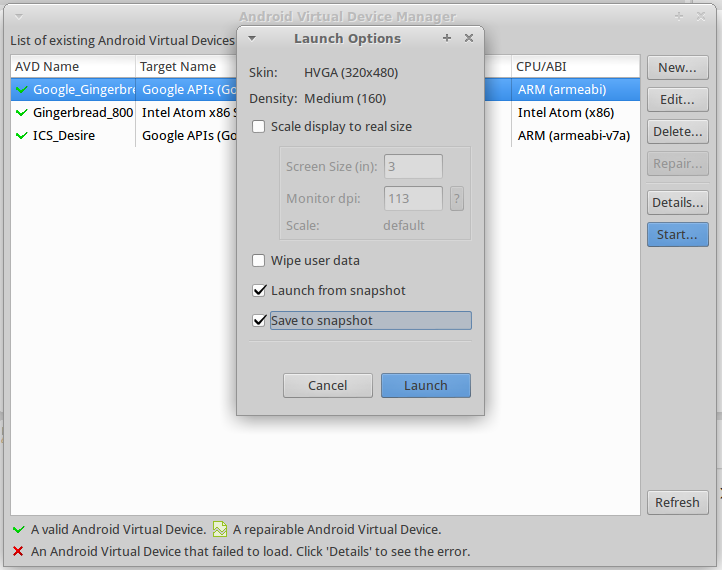 Android Virtual Device Manager
List of existing Android Virtual Devices
AVD Name Target Name CPU/ABI
Google_Gingerbre Google APIs (Go ARM (armeabi)
Gingerbread_800 Intel Atom x86 S Intel Atom (x86)
ICS_Desire Google APIs (Go ARM (armeabi-v7a)
New...
Edit...
Delete...
Repair...
Details...
Start...
Refresh
Launch Options
Skin: HVGA (320x480)
Density: Medium (160)
Scale display to real size
Screen Size (in): 3
Monitor dpi: 113 ?
Scale: default
Wipe user data
Launch from snapshot
Save to snapshot
Cancel Launch
A valid Android Virtual Device. A repairable Android Virtual Device.
An Android Virtual Device that failed to load. Click 'Details' to see the error.